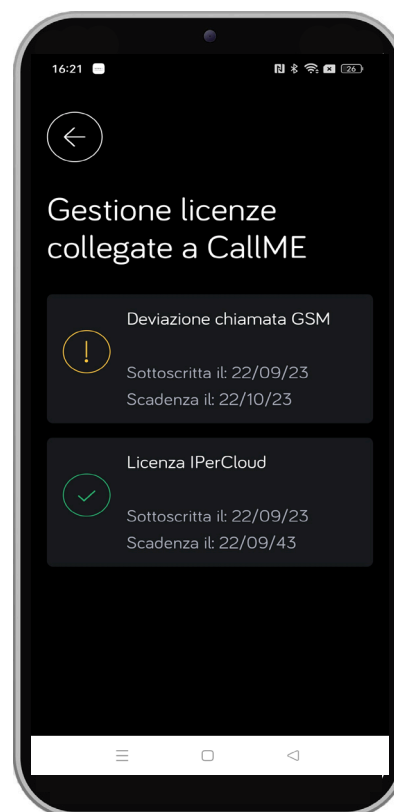 16:21
26
Gestione licenze
collegate a CallME
Deviazione chiamata GSM
Sottoscritta il: 22/09/23
Scadenza il: 22/10/23
Licenza IPerCloud
Sottoscritta il: 22/09/23
Scadenza il: 22/09/43